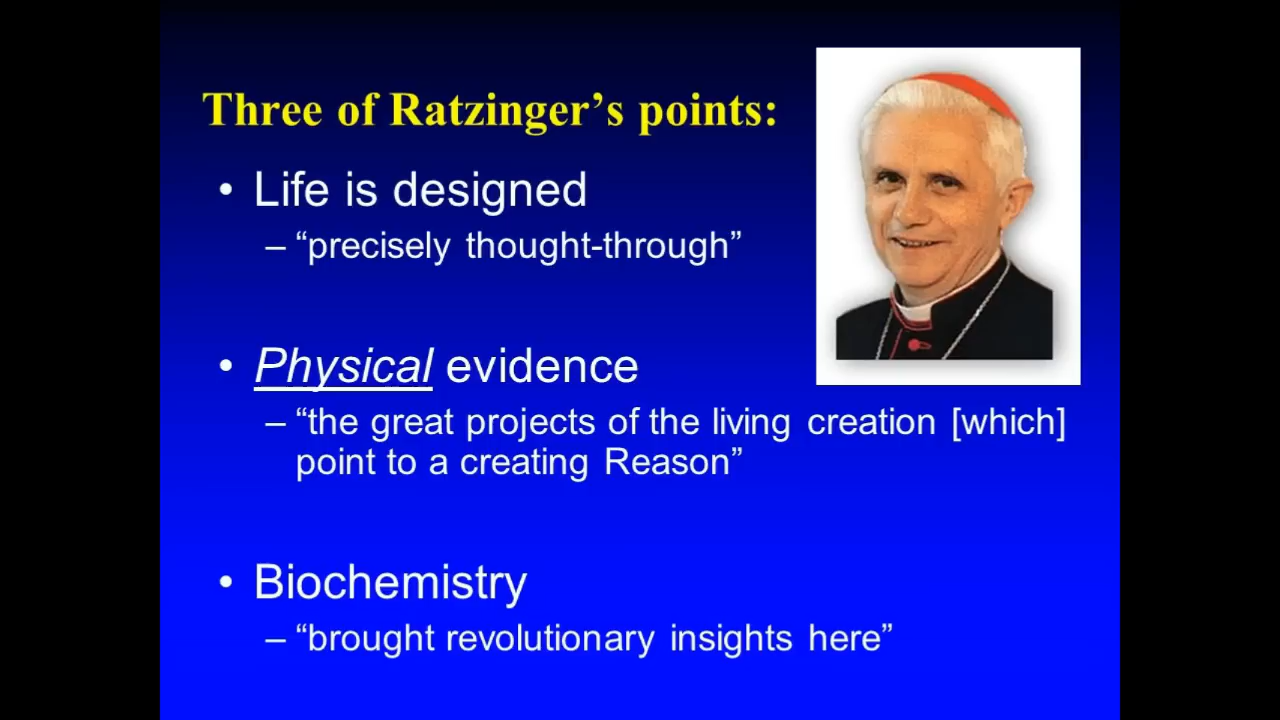 Three of Ratzinger’s points:
• Life is designed
– “precisely thought-through”
• Physical evidence
– “the great projects of the living creation [which]
point to a creating Reason”
• Biochemistry
– “brought revolutionary insights here”